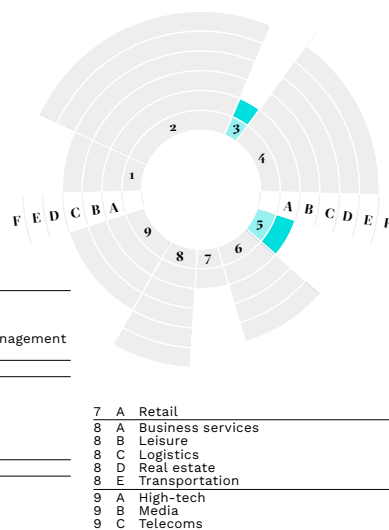 2
3
4
1
F E D C B A
A B C D E F
5
9
6
8
7
nagement
7 A Retail
8 A Business services
8 B Leisure
8 C Logistics
8 D Real estate
8 E Transportation
9 A High-tech
9 B Media
9 C Telecoms